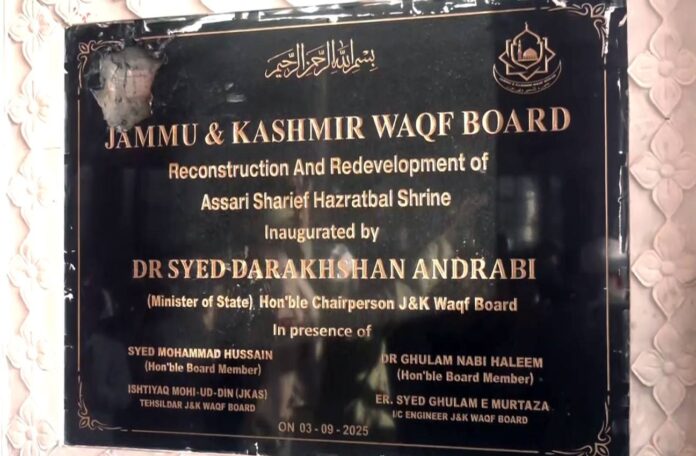 بسم الله الرحمن الرحيم
JAMMU & KASHMIR WAQF BOARD
Reconstruction And Redevelopment of
Assari Sharief Hazratbal Shrine
Inaugurated by
DR SYED DARAKHSHAN ANDRABI
(Minister of State) Hon'ble Chairperson J&K Waqf Board
In presence of
SYED MOHAMMAD HUSSAIN
(Hon'ble Board Member)
ISHTIYAQ MOHI-UD-DIN (JKAS)
TEHSILDAR J&K WAQF BOARD
DR GHULAM NABI HALEEM
(Hon'ble Board Member)
ER. SYED GHULAM E MURTAZA
I/C ENGINEER J&K WAQF BOARD
ON 03-09-2025